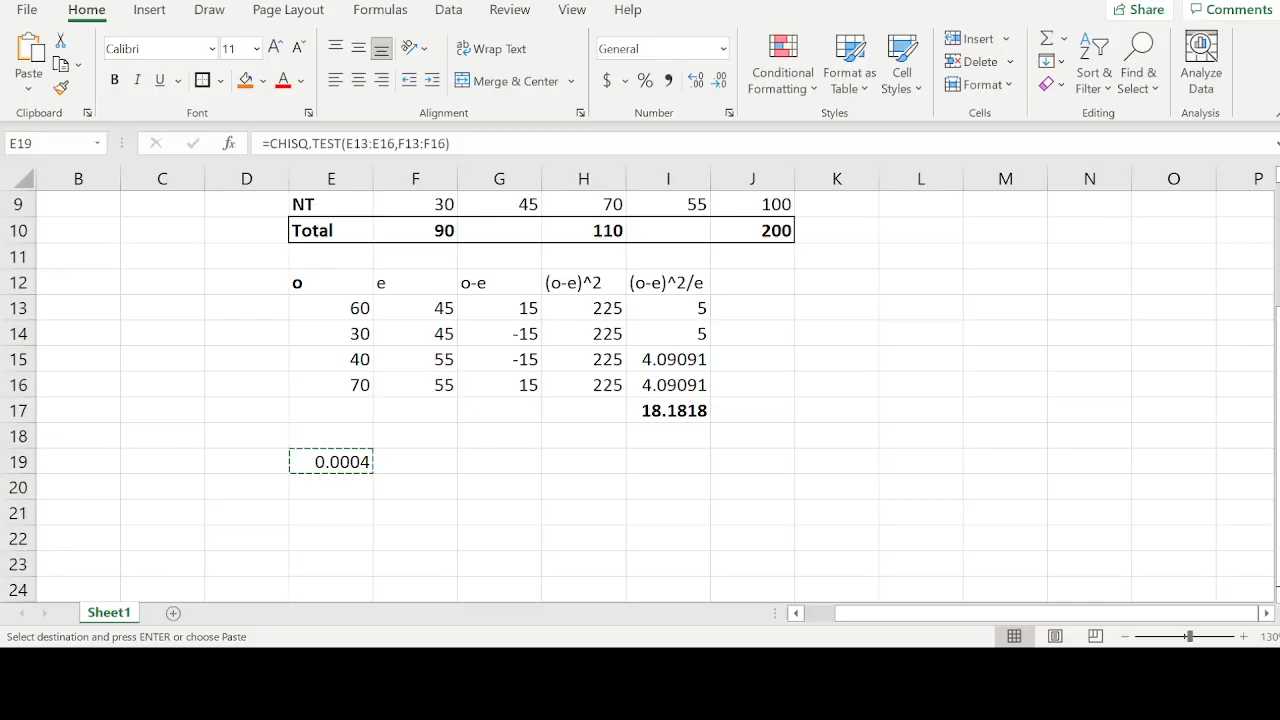 File Home Insert Draw Page Layout Formulas Data Review View Help Share Comments
Calibri 11 Wrap Text General Insert
Paste B I U Merge & Center $ % Conditional Formatting Format as Table Cell Styles Delete Sort & Filter Find & Select Analyze Data
Format
Clipboard Font Alignment Number Styles Cells Editing Analysis
E19 fx =CHISQ.TEST(E13:E16,F13:F16)
B C D E F G H I J K L M N O P
9 NT 30 45 70 55 100
10 Total 90 110 200
11
12 o e o-e (o-e)^2 (o-e)^2/e
13 60 45 15 225 5
14 30 45 -15 225 5
15 40 55 -15 225 4.09091
16 70 55 15 225 4.09091
17 18.1818
18
19 0.0004
20
21
22
23
24
Sheet1
Select destination and press ENTER or choose Paste 130%